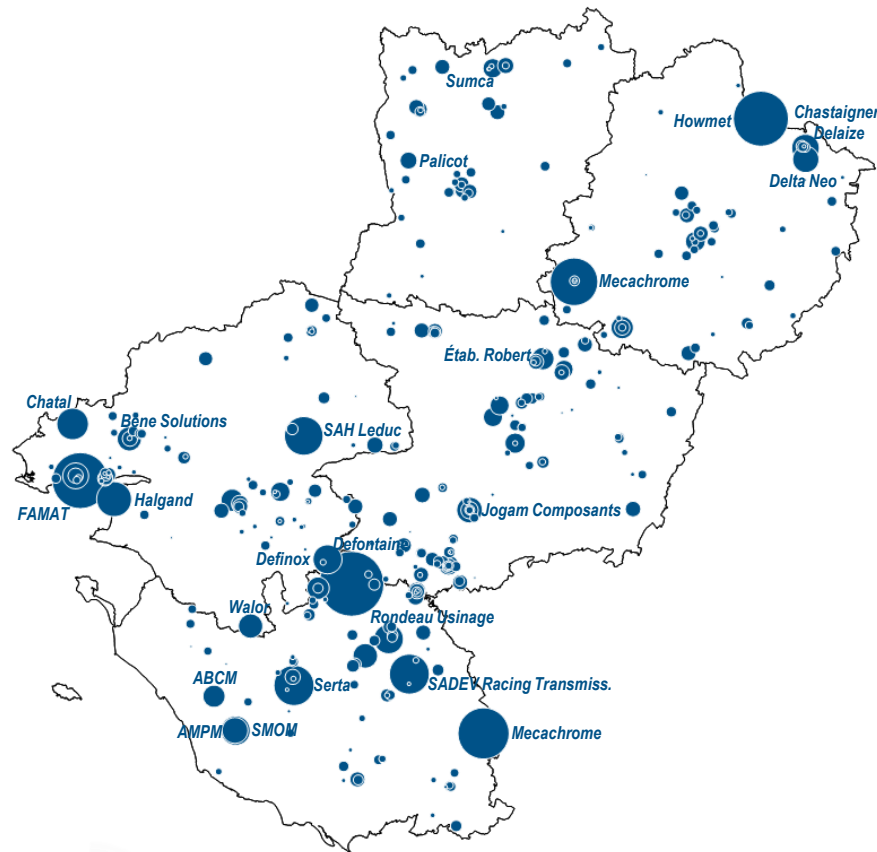 Sumca
Howmet
Chastaigner
Delaize
Palicot
Delta Neo
Mecachrome
Étab. Robert
Chatal
Bene Solutions
SAH Leduc
FAMAT
Halgand
Jogam Composants
Definox
Defontaine
Walor
Rondeau Usinage
ABCM
Serta
SADEV Racing Transmiss.
AMPM
SMOM
Mecachrome